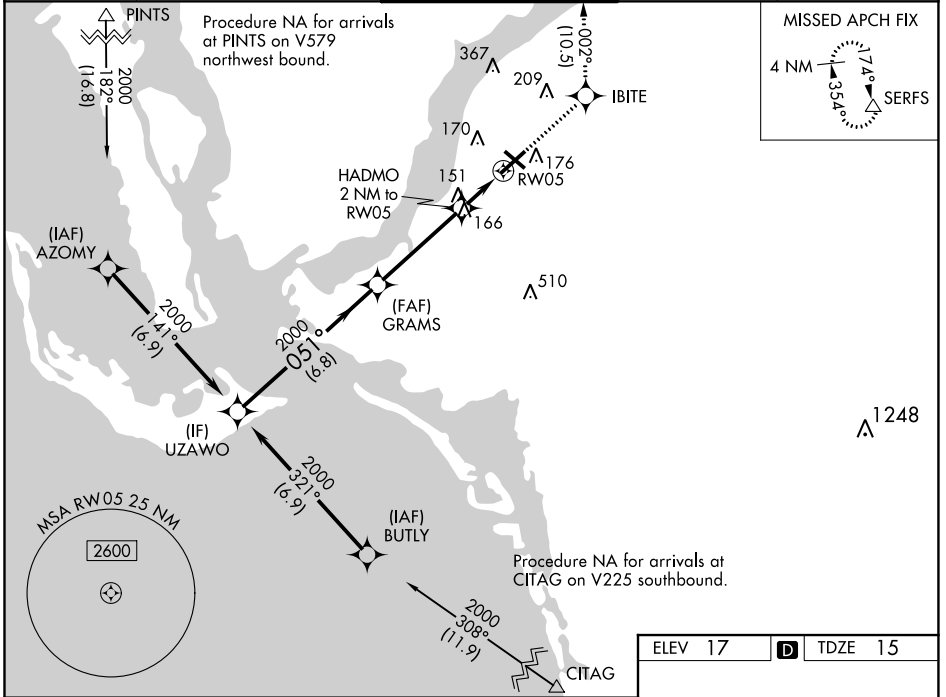 PINTS
2000
182°
(16.8)
Procedure NA for arrivals
at PINTS on V579
northwest bound.
367
209
002°
(10.5)
IBITE
MISSED APCH FIX
4 NM
174°
354°
SERFS
170
176
RW05
HADMO
2 NM to
RW05
151
166
(IAF)
AZOMY
2000
141°
(6.9)
(FAF)
GRAMS
510
2000
051°
(6.8)
(IF)
UZAWO
1248
2000
321°
(6.9)
(IAF)
BUTLY
MSA RW05 25 NM
2600
Procedure NA for arrivals at
CITAG on V225 southbound.
2000
308°
(11.9)
CITAG
ELEV 17 D TDZE 15